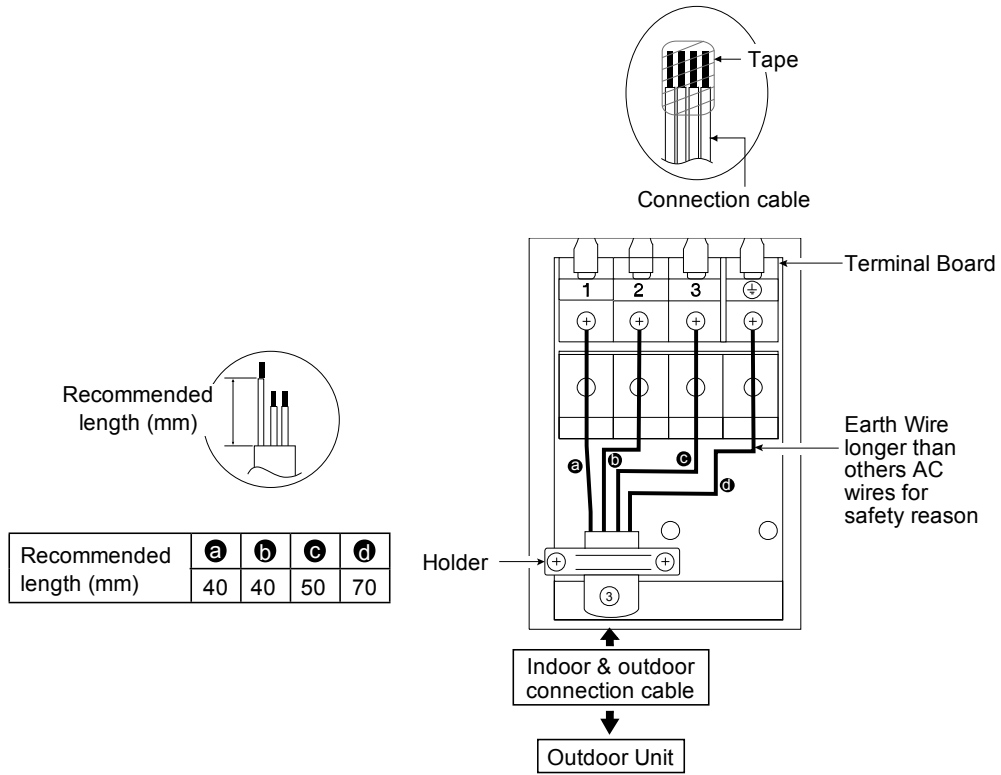 Tape
Connection cable
Terminal Board
1 2 3
Recommended
length (mm)
a
b
c
d
Earth Wire
longer than
others AC
wires for
safety reason
Recommended
length (mm)
a b c d
40 40 50 70
Holder
3
Indoor & outdoor
connection cable
Outdoor Unit